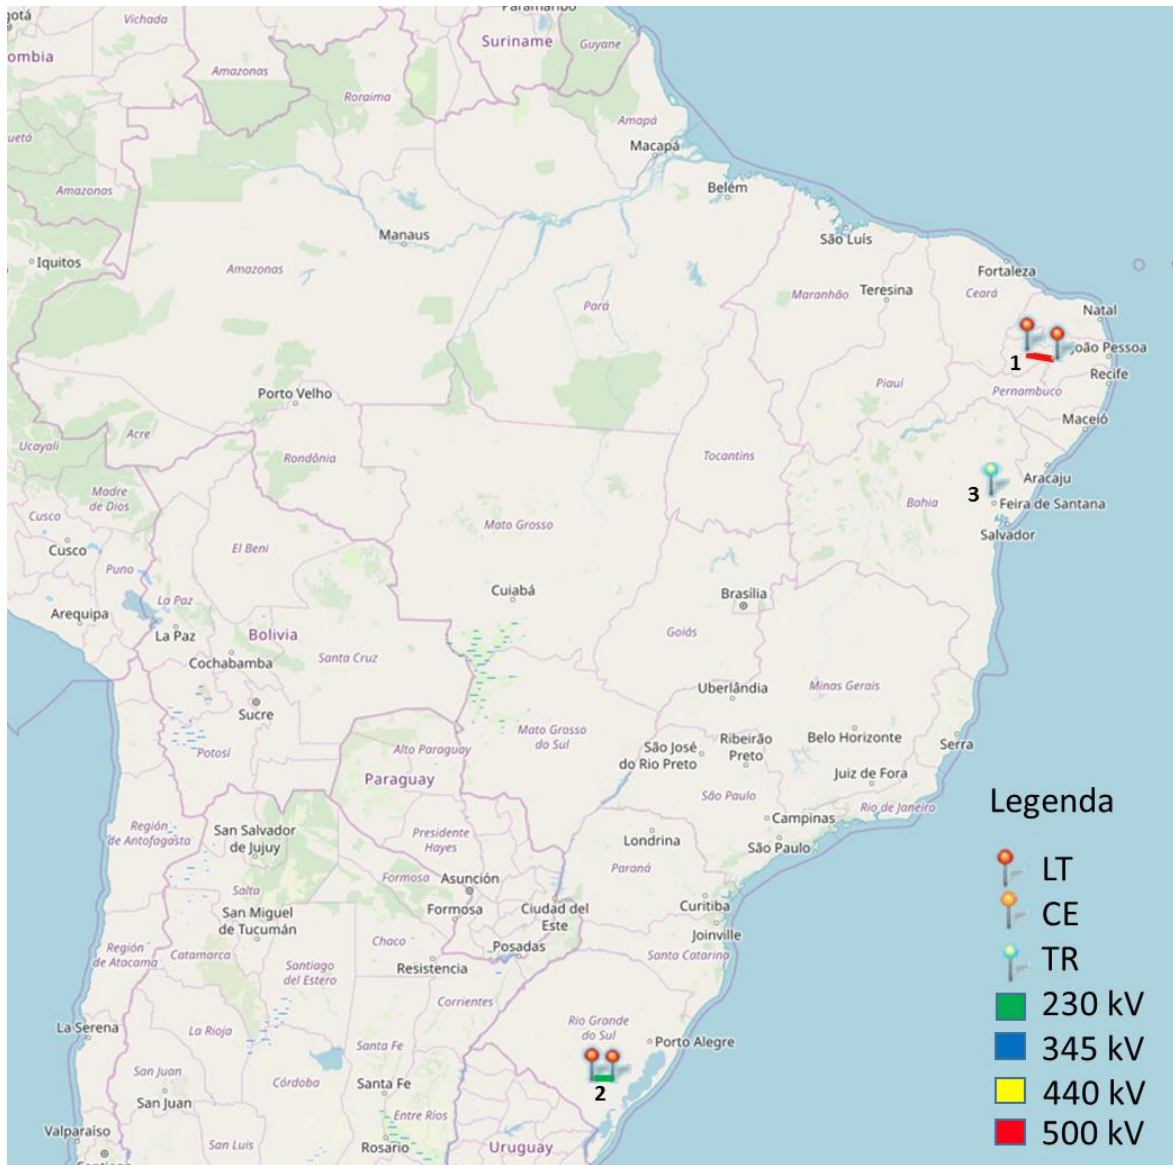 gotá
Vichada
Paramaribo
Suriname
Guyane
ombia
Amazonas
Roraima
Amapá
uetá
Macapá
Amazonas
Belém
Manaus
São Luís
Iquitos
Amazonas
Fortaleza
Pará
Maranhão
Teresina
Ceará
Natal
1
João Pessoa
Recife
Piauí
Pernambuco
Porto Velho
Maceió
Acre
Ucayali
Rondônia
Tocantins
Aracaju
Madre
de Dios
3
Feira de Santana
Bahia
Cusco
Mato Grosso
Salvador
Cusco
El Beni
Puno
Cuiabá
Brasília
La Paz
Arequipa
La Paz
Bolivia
Goiás
Cochabamba
Santa Cruz
Uberlândia
Minas Gerais
Sucre
Mato Grosso
do Sul
Potosí
Alto Paraguay
São José
do Rio Preto
Ribeirão
Preto
Belo Horizonte
Serra
Paraguay
Juiz de Fora
São Paulo
Rio de Janeiro
Legenda
Región
de Antofagasta
San Salvador
de Jujuy
Presidente
Hayes
Campinas
Londrina
São Paulo
Paraná
LT
Salta
Formosa
Asunción
San Miguel
de Tucumán
Formosa
Ciudad del
Este
Curitiba
CE
Joinville
Región
de Atacama
Catamarca
Chaco
Posadas
Santa Catarina
TR
Santiago
del Estero
Resistencia
Corrientes
230 kV
La Serena
La Rioja
Santa Fe
Rio Grande
do Sul
Porto Alegre
345 kV
San Juan
Córdoba
Santa Fe
2
440 kV
San Juan
Entre Ríos
Valparaíso
San Luis
Rosario
Uruguay
500 kV